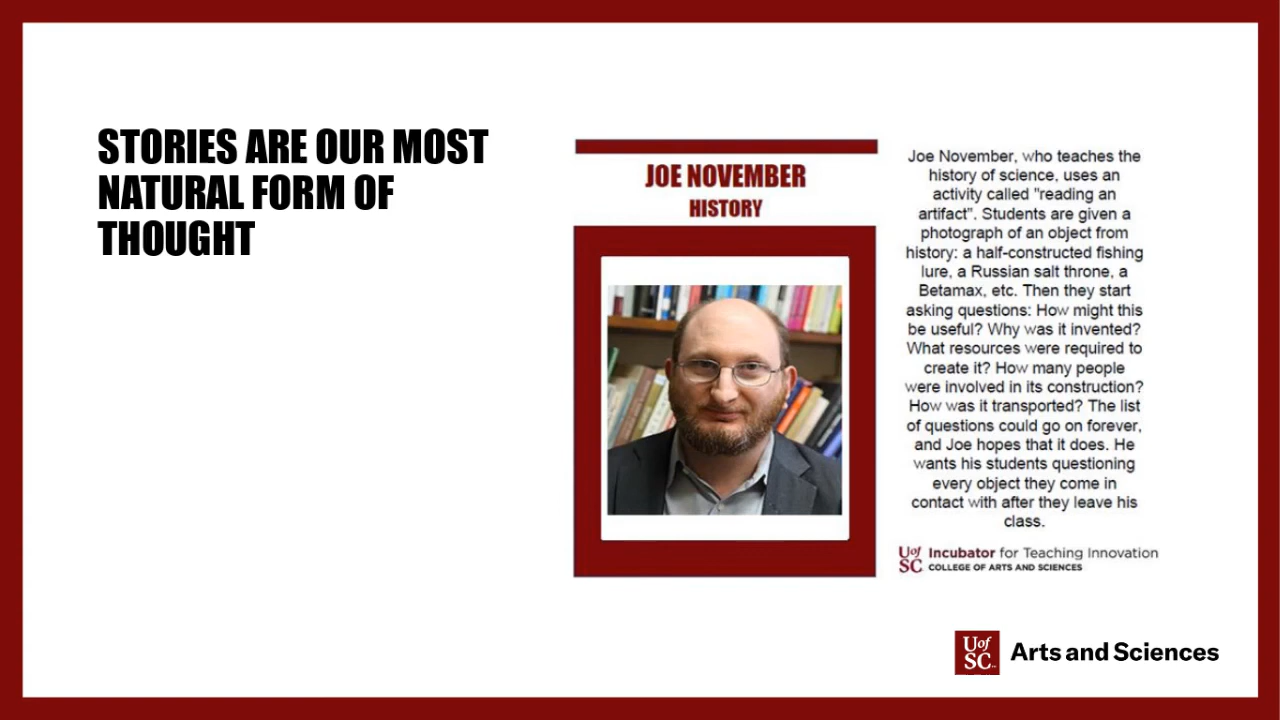 STORIES ARE OUR MOST
NATURAL FORM OF
THOUGHT
JOE NOVEMBER
HISTORY
Joe November, who teaches the
history of science, uses an
activity called "reading an
artifact". Students are given a
photograph of an object from
history: a half-constructed fishing
lure, a Russian salt throne, a
Betamax, etc. Then they start
asking questions: How might this
be useful? Why was it invented?
What resources were required to
create it? How many people
were involved in its construction?
How was it transported? The list
of questions could go on forever,
and Joe hopes that it does. He
wants his students questioning
every object they come in
contact with after they leave his
class.
UofSC Incubator for Teaching Innovation
COLLEGE OF ARTS AND SCIENCES
UofSC Arts and Sciences